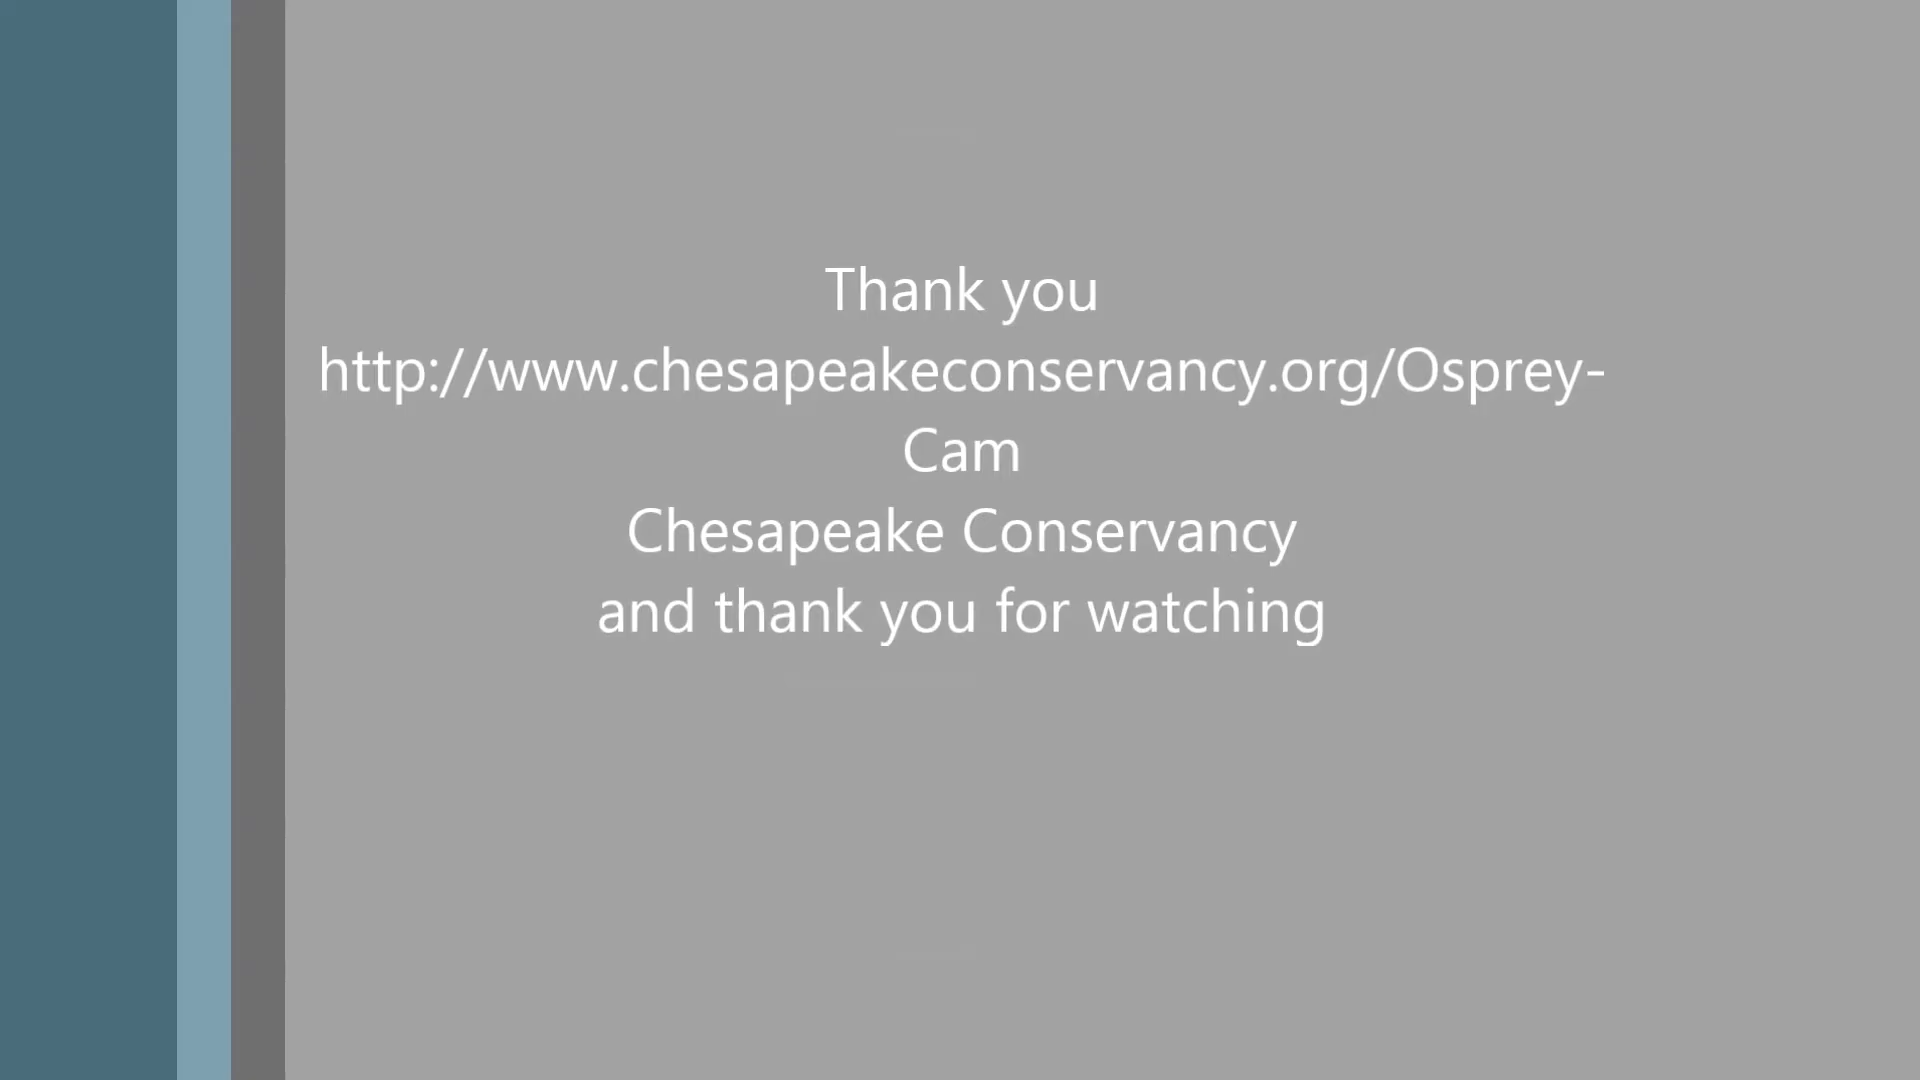 Thank you
http://www.chesapeakeconservancy.org/Osprey-
Cam
Chesapeake Conservancy
and thank you for watching